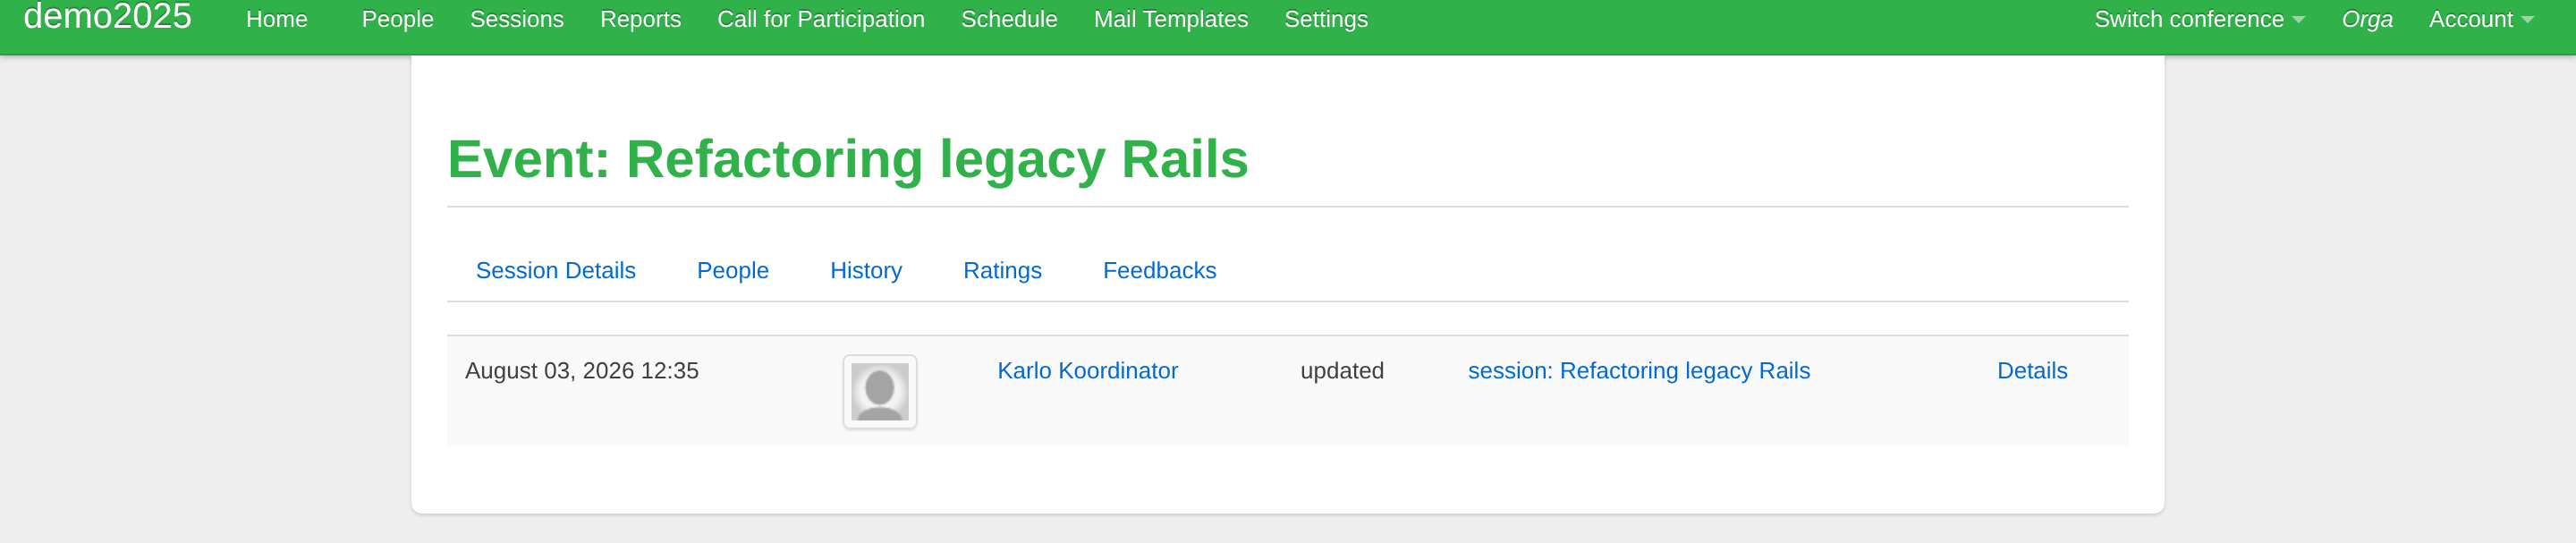 demo2025 Home People Sessions Reports Call for Participation Schedule Mail Templates Settings Switch conference Orga Account
Event: Refactoring legacy Rails
Session Details People History Ratings Feedbacks
August 03, 2026 12:35 Karlo Koordinator updated session: Refactoring legacy Rails Details